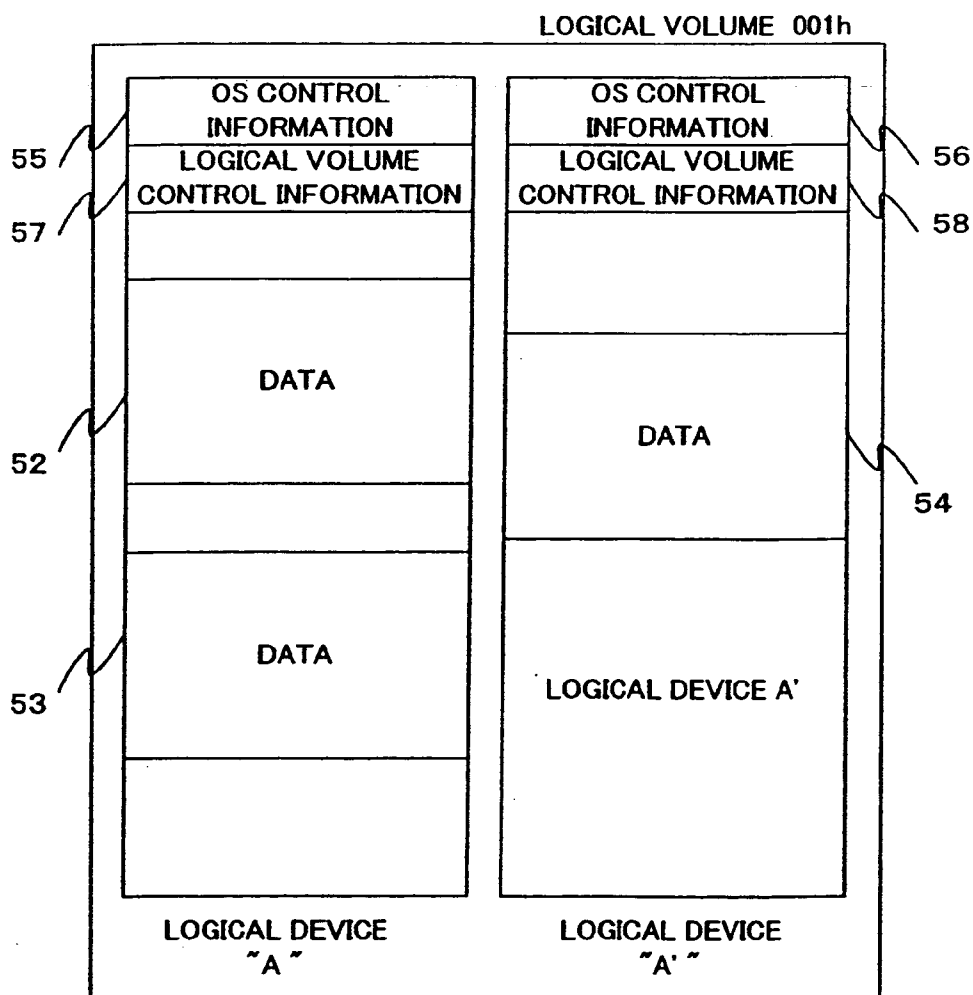 LOGICAL VOLUME 001h
OS CONTROL
INFORMATION
LOGICAL VOLUME
CONTROL INFORMATION
DATA
DATA
LOGICAL DEVICE
"A "
OS CONTROL
INFORMATION
LOGICAL VOLUME
CONTROL INFORMATION
DATA
LOGICAL DEVICE A'
LOGICAL DEVICE
"A' "
55
57
52
53
56
58
54